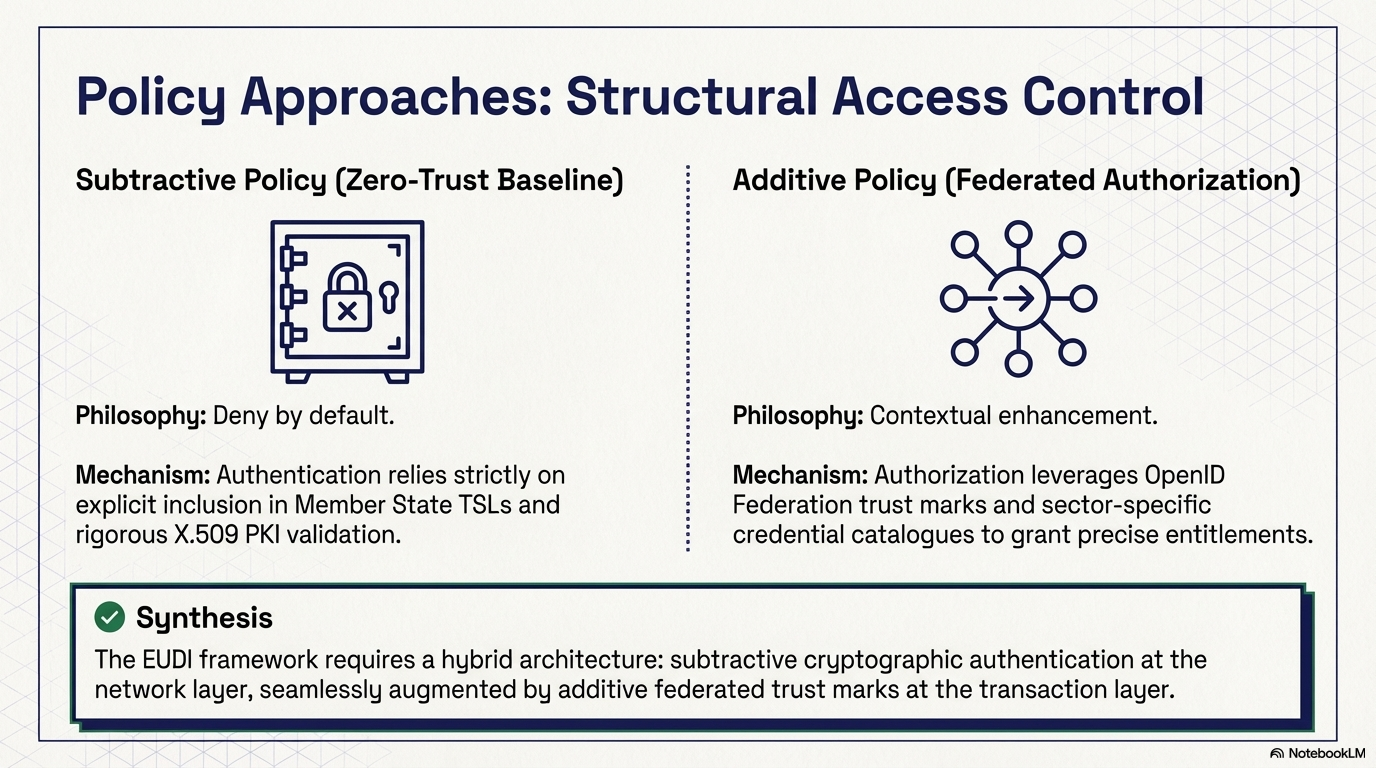 Policy Approaches: Structural Access Control
Subtractive Policy (Zero-Trust Baseline)
Philosophy: Deny by default.
Mechanism: Authentication relies strictly on
explicit inclusion in Member State TSLs and
rigorous X.509 PKI validation.
Additive Policy (Federated Authorization)
Philosophy: Contextual enhancement.
Mechanism: Authorization leverages OpenID
Federation trust marks and sector-specific
credential catalogues to grant precise entitlements.
Synthesis
The EUDI framework requires a hybrid architecture: subtractive cryptographic authentication at the
network layer, seamlessly augmented by additive federated trust marks at the transaction layer.
NotebookLM